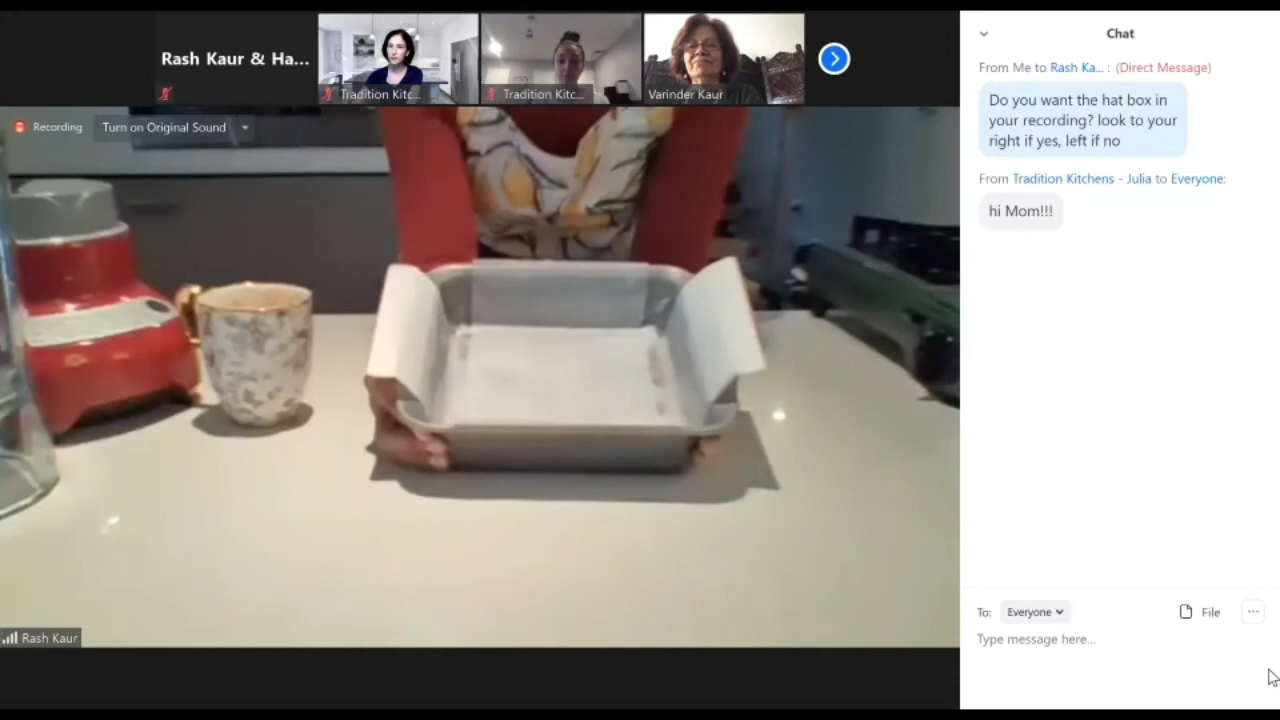 Rash Kaur & Ha...
Tradition Kitc...
Tradition Kitc...
Varinder Kaur
Recording
Turn on Original Sound
Rash Kaur
Chat
From Me to Rash Ka... : (Direct Message)
Do you want the hat box in
your recording? look to your
right if yes, left if no
From Tradition Kitchens - Julia to Everyone:
hi Mom!!!
To: Everyone
File
...
Type message here...